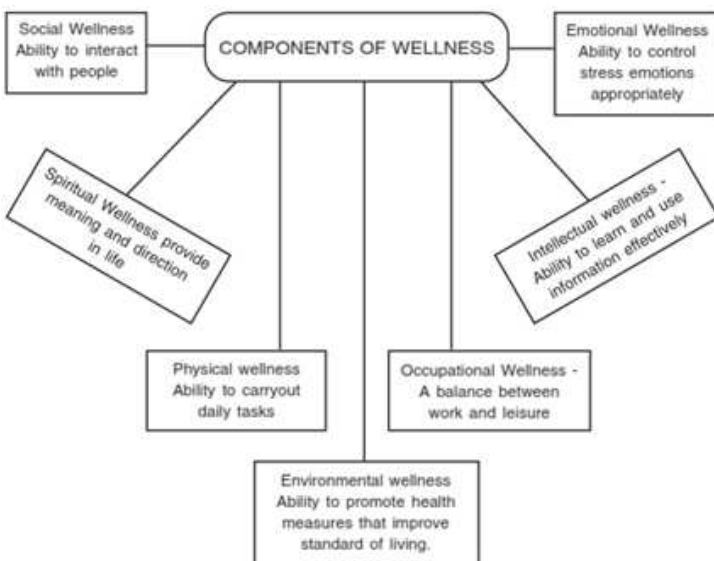 Social Wellness
Ability to interact
with people
COMPONENTS OF WELLNESS
Emotional Wellness
Ability to control
stress emotions
appropriately
Spiritual Wellness provide
meaning and direction
in life
Intellectual wellness -
Ability to learn and use
information effectively
Physical wellness
Ability to carryout
daily tasks
Occupational Wellness -
A balance between
work and leisure
Environmental wellness
Ability to promote health
measures that improve
standard of living.